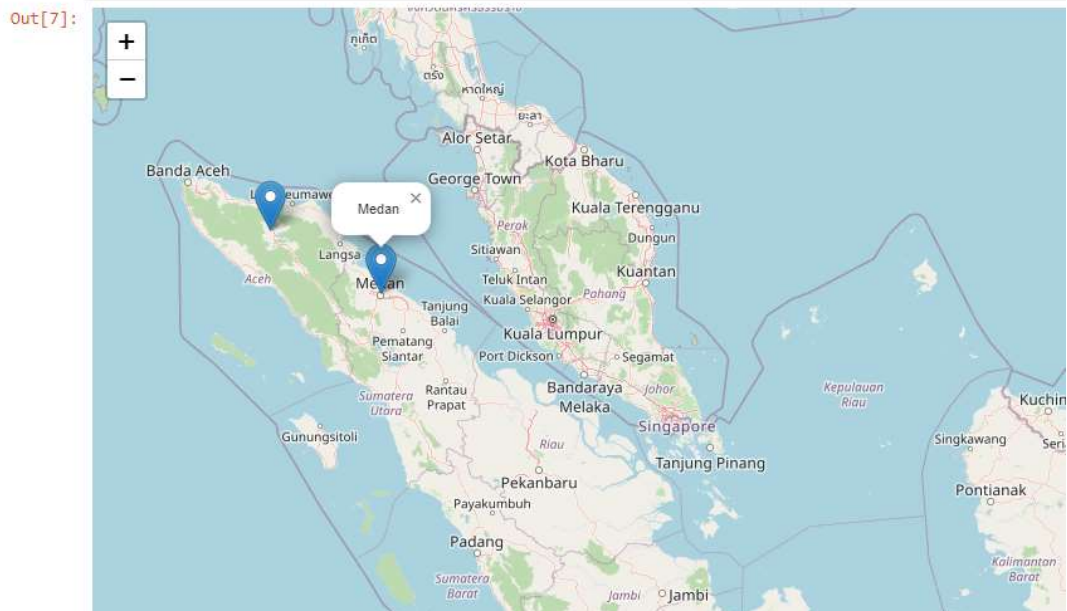 Out[7]:
+
−
ภูเก็ต
ตรัง
หาดใหญ่
ยะลา
Alor Setar
Kota Bharu
Banda Aceh
George Town
Medan
×
Kuala Terengganu
Perak
Dungun
Langsa
Sitiawan
Kuantan
Aceh
Teluk Intan
Medan
Pahang
Kuala Selangor
Tanjung
Balai
Kuala Lumpur
Pematang
Siantar
Port Dickson
Segamat
Bandaraya
Melaka
Johor
Kepulauan
Riau
Rantau
Prapat
Sumatera
Utara
Kuchin
Singapore
Gunungsitoli
Riau
Singkawang
Seri
Tanjung Pinang
Pekanbaru
Pontianak
Payakumbuh
Padang
Kalimantan
Barat
Sumatera
Barat
Jambi
Jambi